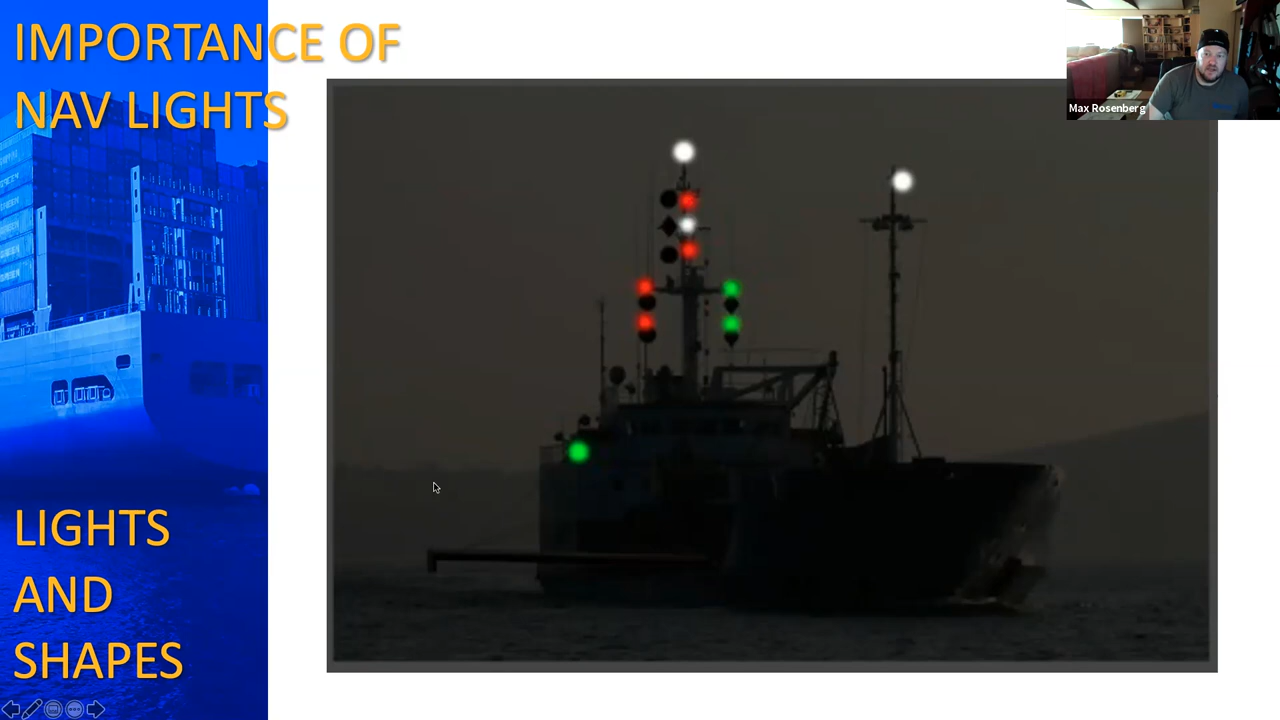 IMPORTANCE OF
NAV LIGHTS
Max Rosenberg
LIGHTS
AND
SHAPES